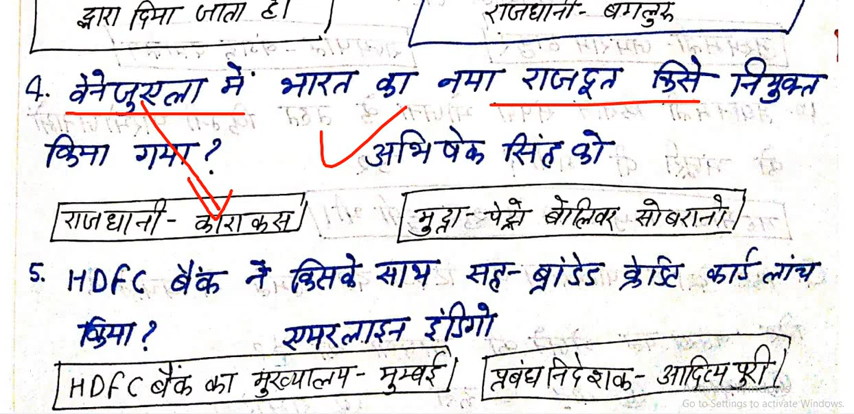 द्वारा दिया जाता है।
राजधानी- बेंगलुरु
4. वेनेजुएला में भारत का नया राजदूत किसे नियुक्त
किया गया? अभिषेक सिंह को
राजधानी- काराकस
मुद्रा- पेट्रो बोलिवर सोबरानो
5. HDFC बैंक ने किसके साथ सह-ब्रांडेड क्रेडिट कार्ड लांच
किया? एयरलाइन इंडिगो
HDFC बैंक का मुख्यालय- मुम्बई
प्रबंध निदेशक- आदित्य पुरी
Go to Settings to activate Windows.